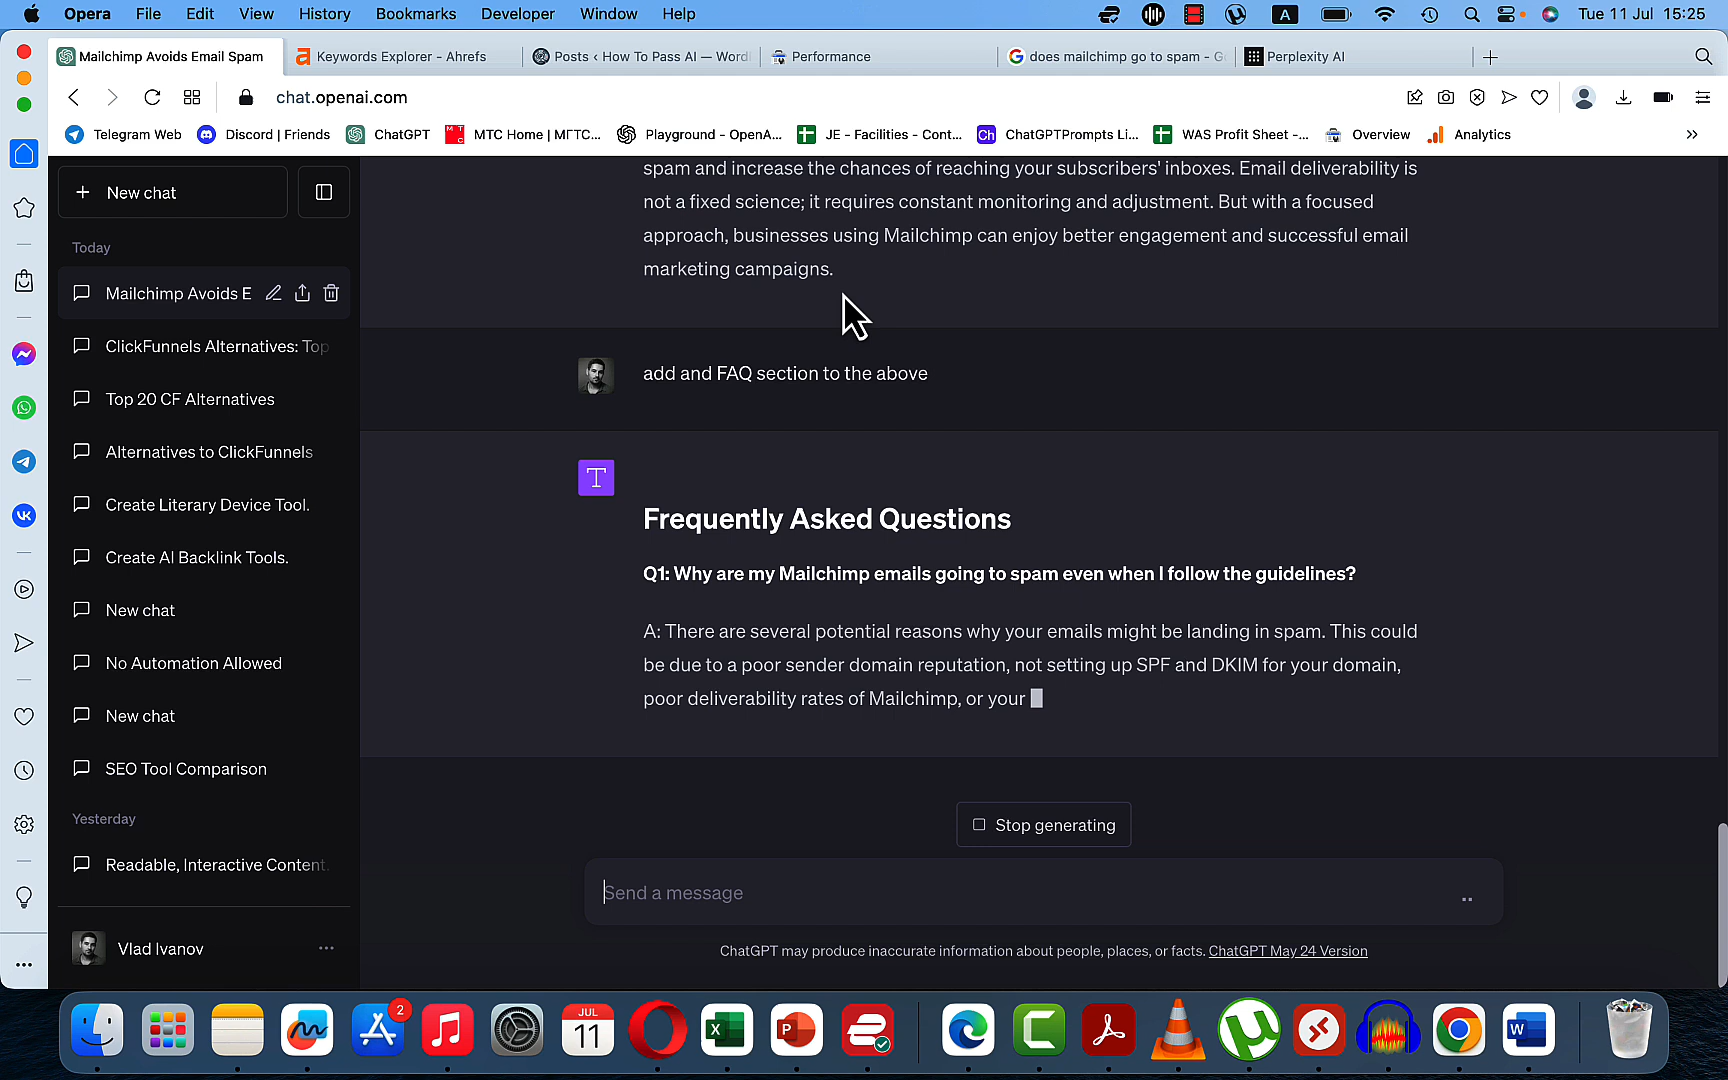 Opera File Edit View History Bookmarks Developer Window Help
A
Tue 11 Jul 15:25
Mailchimp Avoids Email Spam
Keywords Explorer - Ahrefs
Posts ‹ How To Pass AI — Word
Performance
does mailchimp go to spam - Go
Perplexity AI
chat.openai.com
Telegram Web
Discord | Friends
ChatGPT
MTC Home | МГТС...
Playground - OpenA...
JE - Facilities - Cont...
Ch ChatGPTPrompts Li...
WAS Profit Sheet -...
Overview
Analytics
New chat
Today
Mailchimp Avoids E
ClickFunnels Alternatives: Top
Top 20 CF Alternatives
Alternatives to ClickFunnels
Create Literary Device Tool.
Create AI Backlink Tools.
New chat
No Automation Allowed
New chat
SEO Tool Comparison
Yesterday
Readable, Interactive Content.
Vlad Ivanov
spam and increase the chances of reaching your subscribers' inboxes. Email deliverability is
not a fixed science; it requires constant monitoring and adjustment. But with a focused
approach, businesses using Mailchimp can enjoy better engagement and successful email
marketing campaigns.
add and FAQ section to the above
T
Frequently Asked Questions
Q1: Why are my Mailchimp emails going to spam even when I follow the guidelines?
A: There are several potential reasons why your emails might be landing in spam. This could
be due to a poor sender domain reputation, not setting up SPF and DKIM for your domain,
poor deliverability rates of Mailchimp, or your
Stop generating
Send a message
ChatGPT may produce inaccurate information about people, places, or facts. ChatGPT May 24 Version
2
JUL
11
X
P
C
W